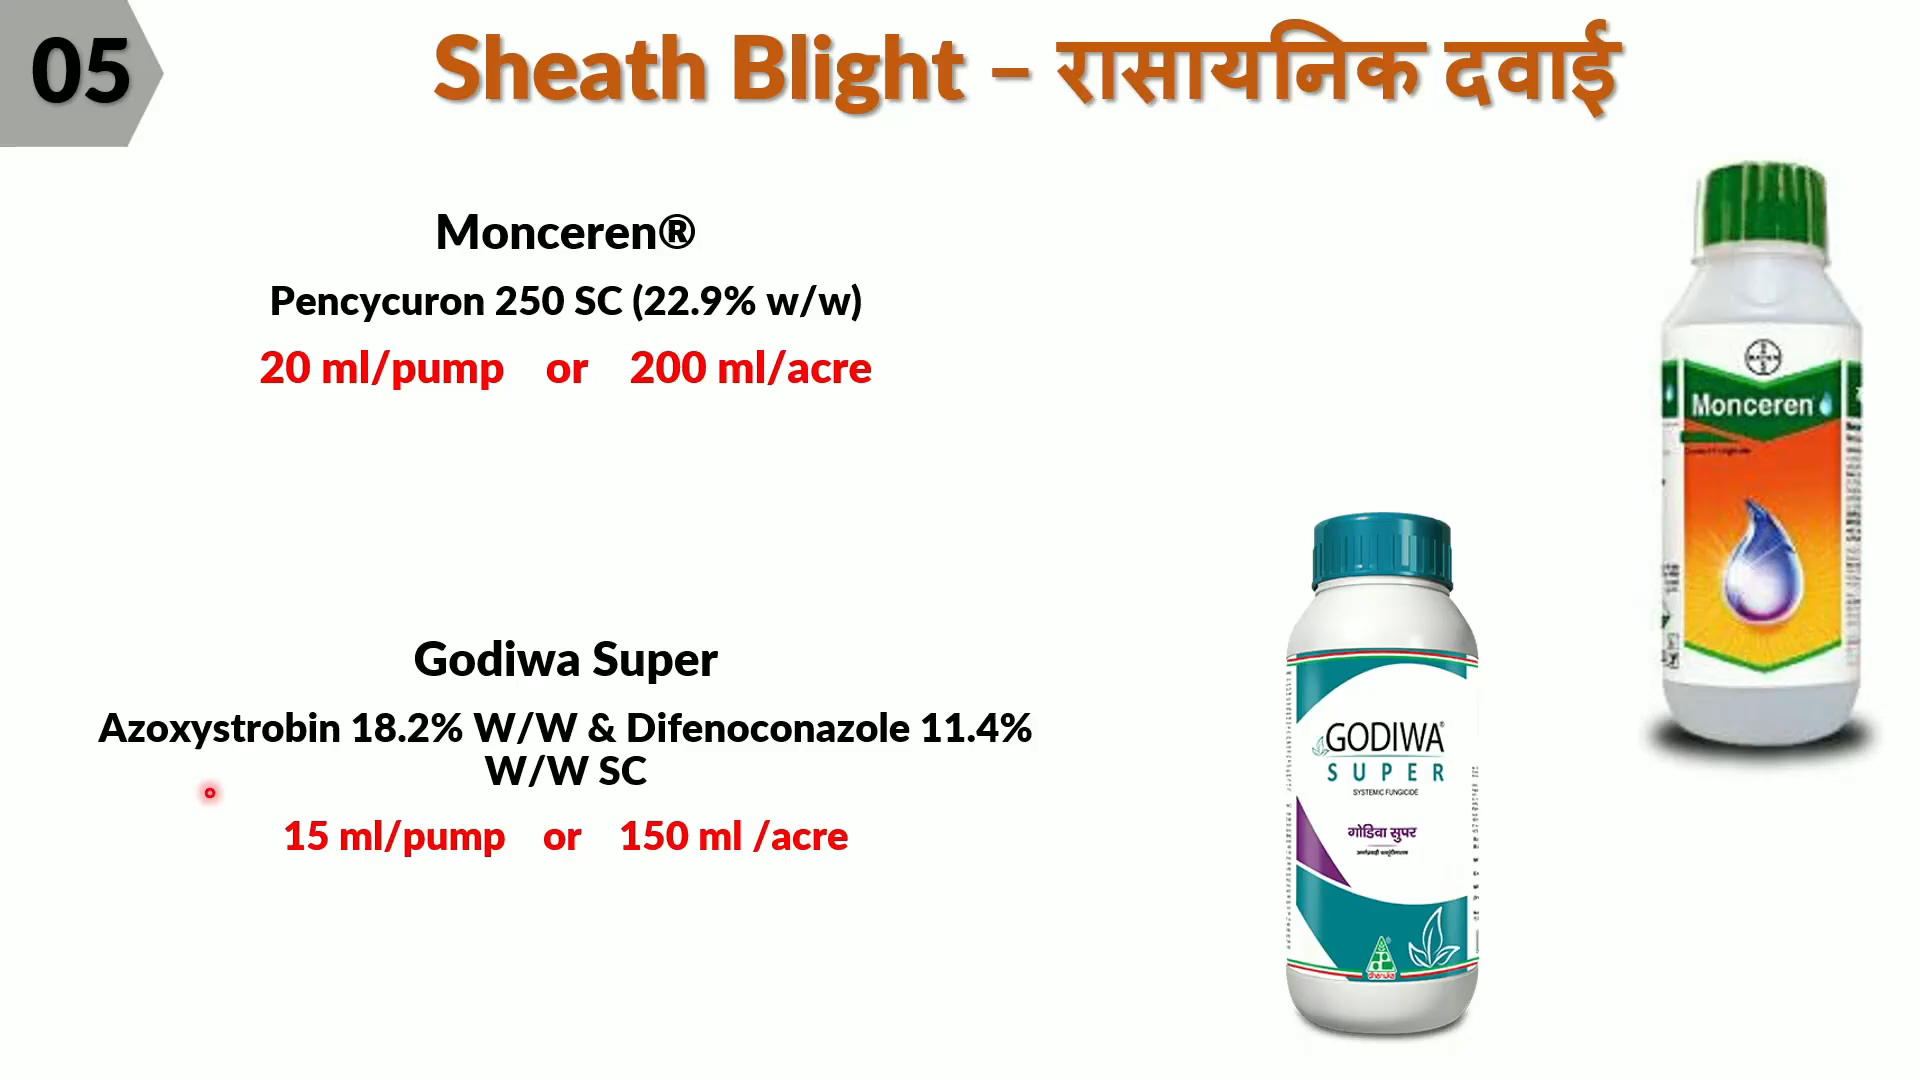 05
Sheath Blight – रासायनिक दवाई
Monceren®
Pencycuron 250 SC (22.9% w/w)
20 ml/pump or 200 ml/acre
BAYER
Monceren
Godiwa Super
Azoxystrobin 18.2% W/W & Difenoconazole 11.4%
W/W SC
15 ml/pump or 150 ml /acre
GODIWA®
SUPER
SYSTEMIC FUNGICIDE
गोडिवा सुपर
dhanuka